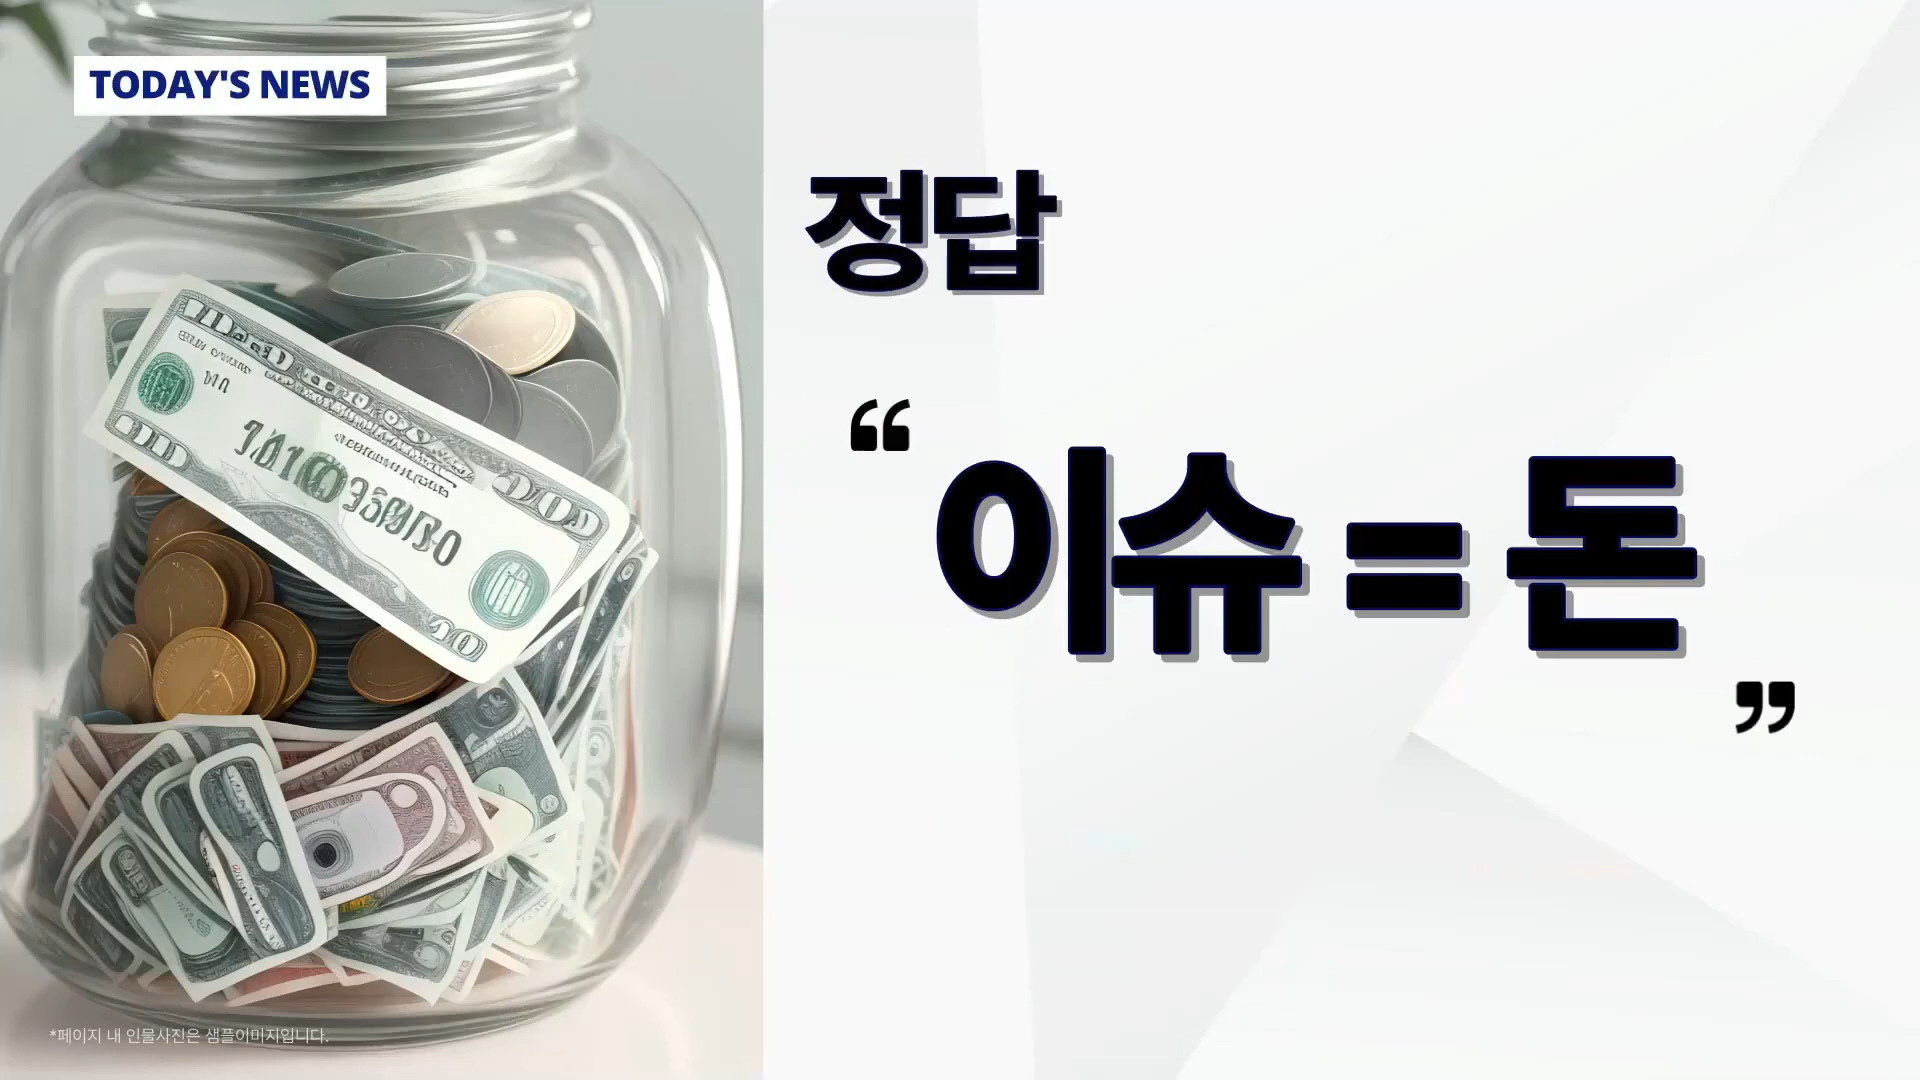 TODAY'S NEWS
정답
“이슈 = 돈”
*페이지 내 인물사진은 샘플이미지입니다.